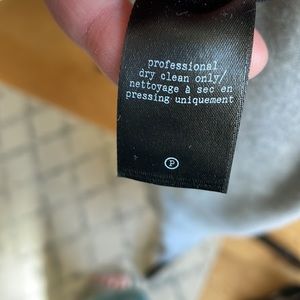 professional
dry clean only/
nettoyage à sec en
pressing uniquement
P